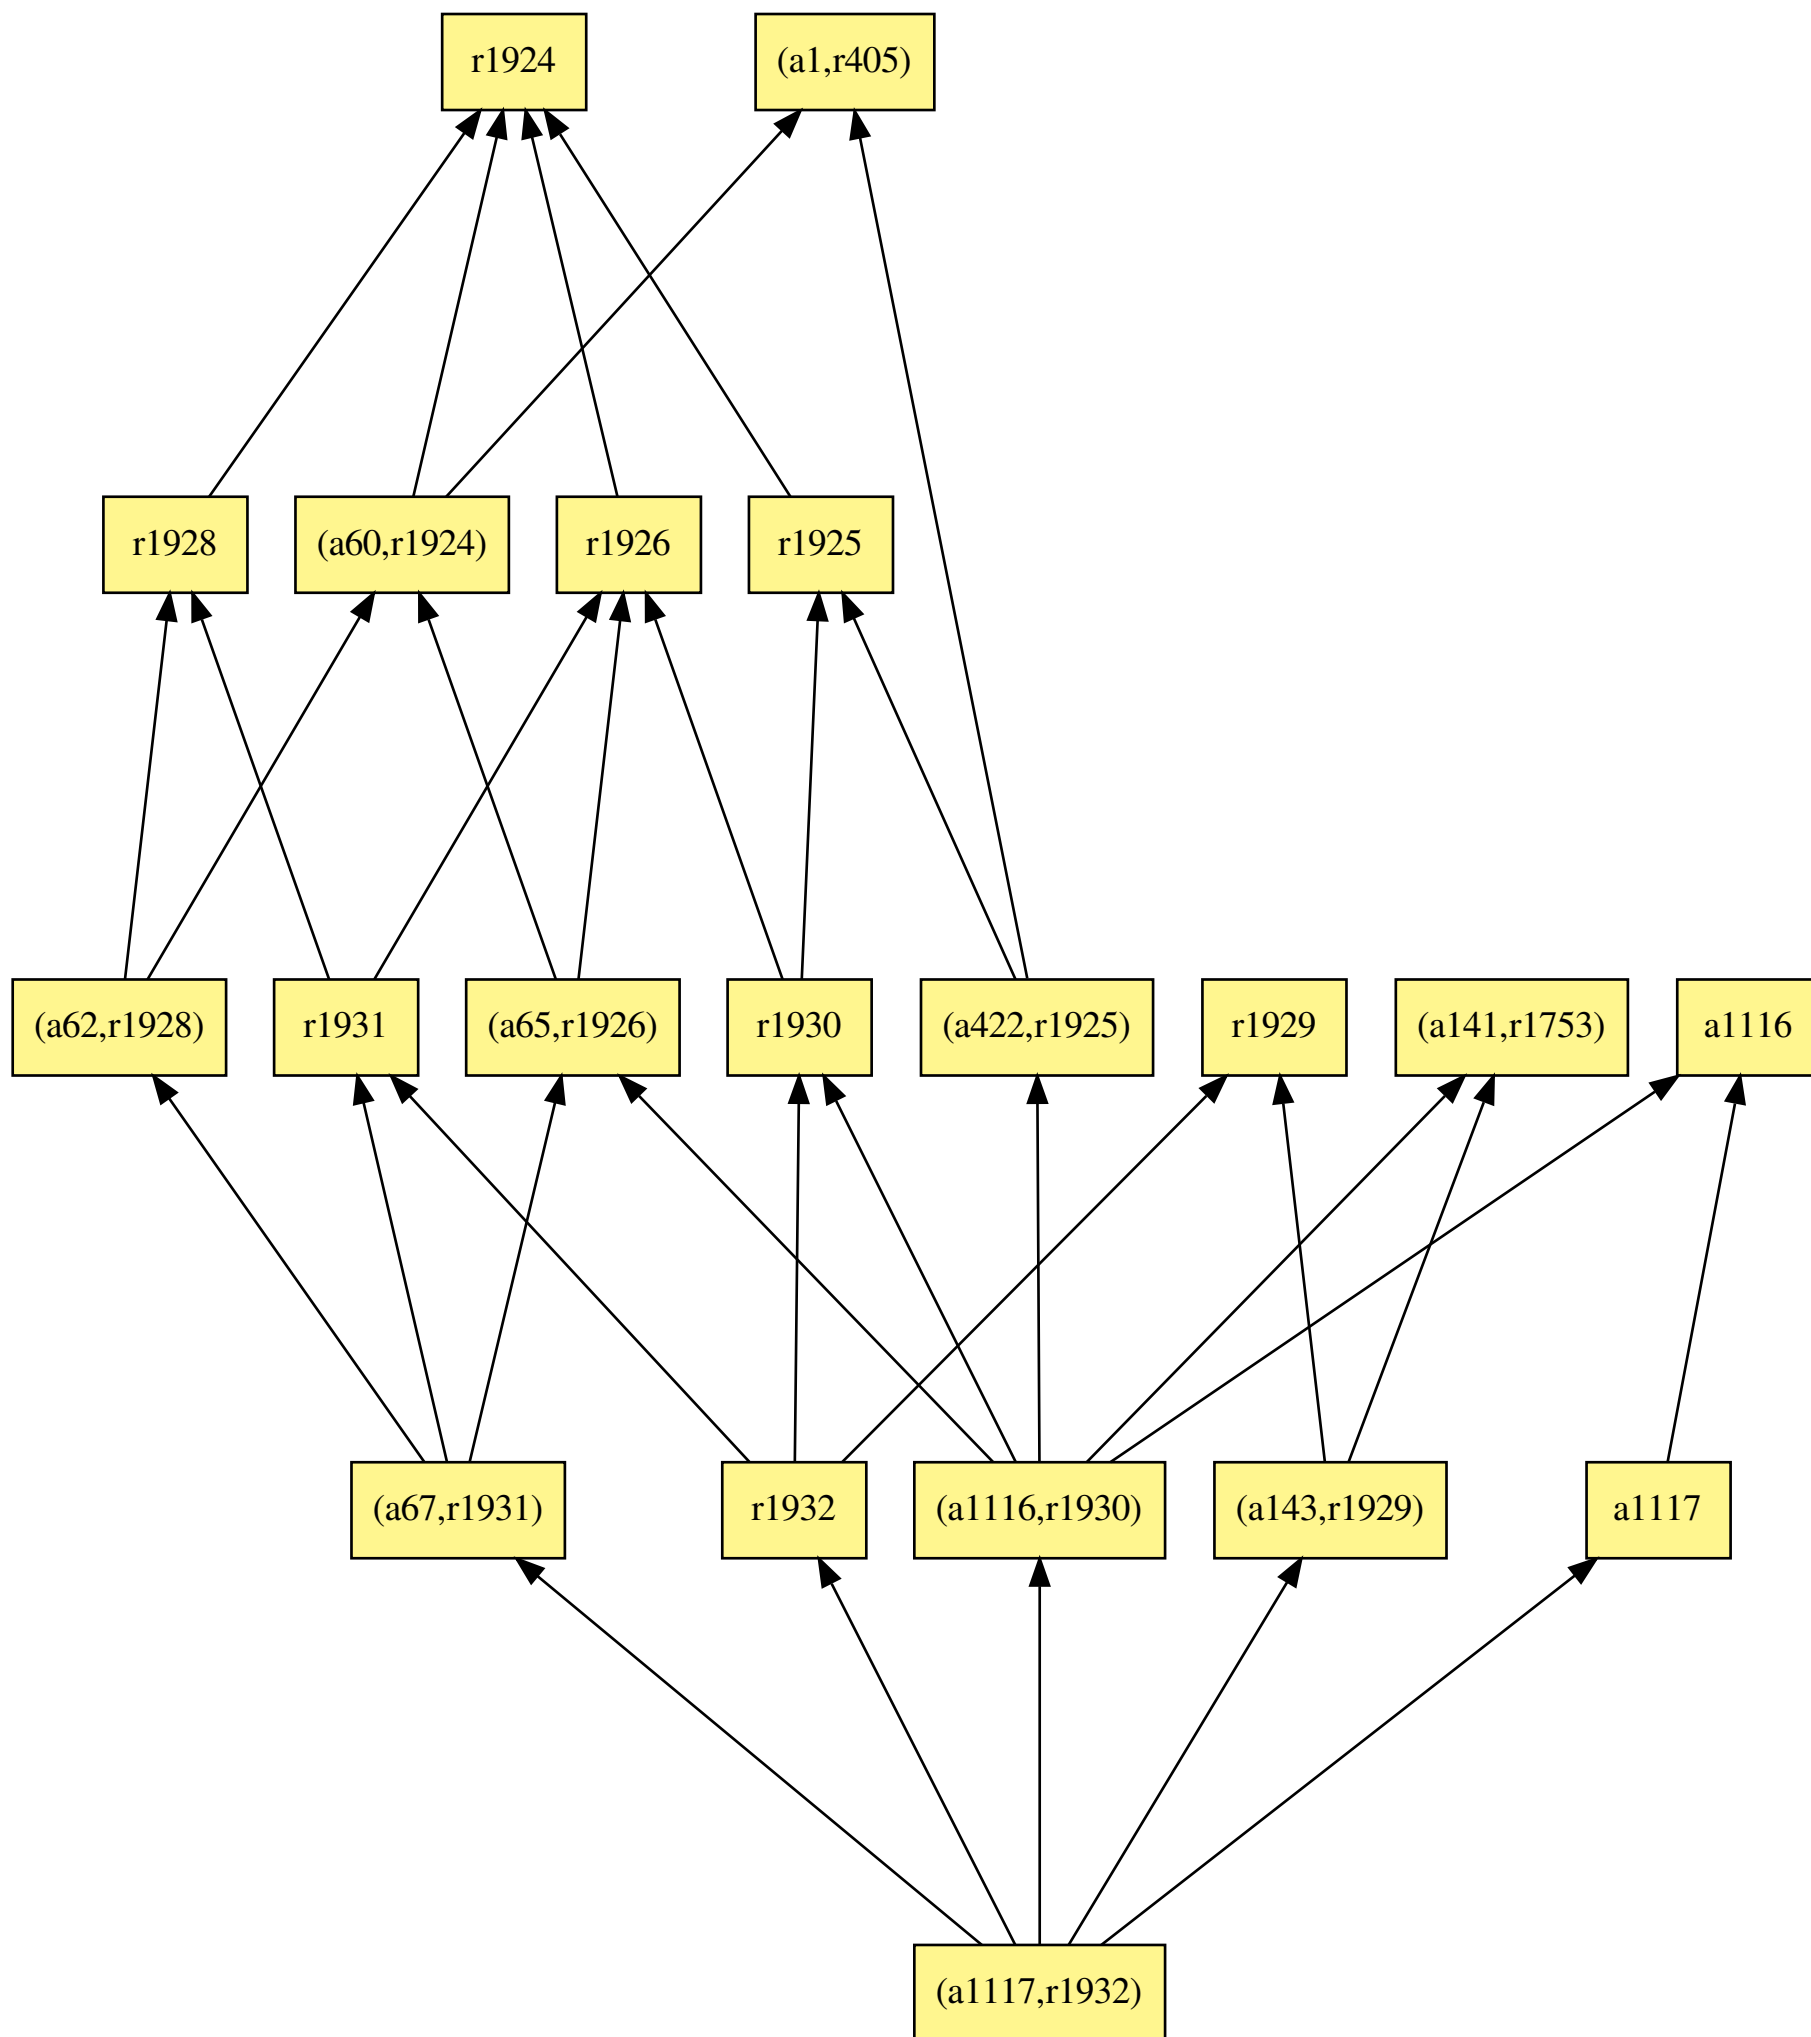 r1924
(a1,r405)
r1928
(a60,r1924)
r1926
r1925
(a62,r1928)
r1931
(a65,r1926)
r1930
(a422,r1925)
r1929
(a141,r1753)
a1116
(a67,r1931)
r1932
(a1116,r1930)
(a143,r1929)
a1117
(a1117,r1932)